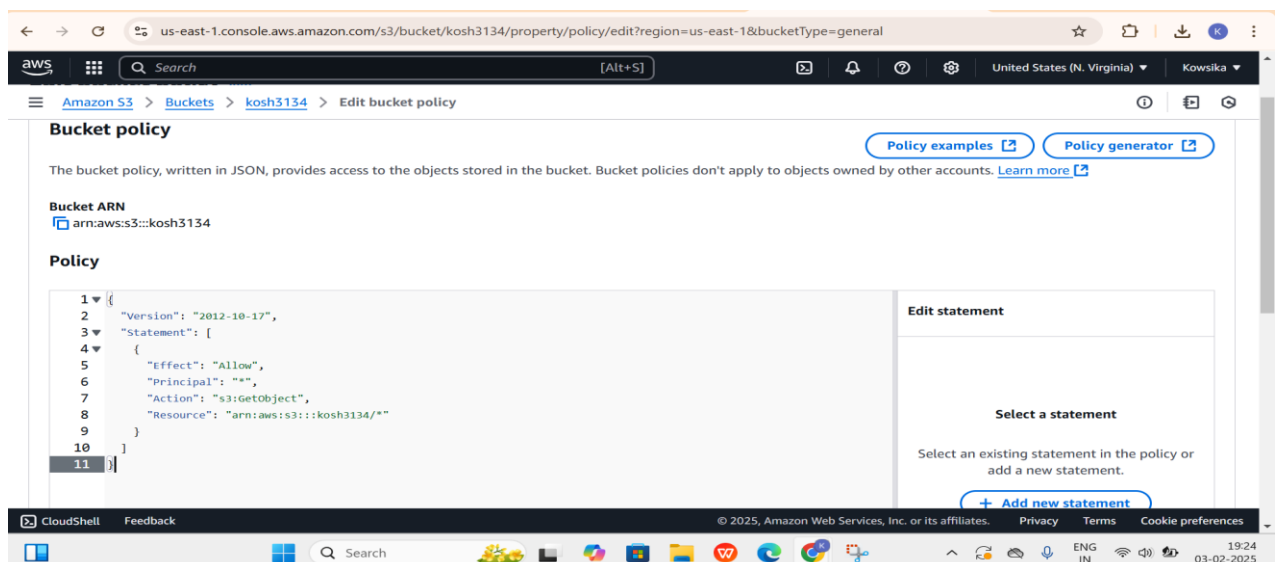 us-east-1.console.aws.amazon.com/s3/bucket/kosh3134/property/policy/edit?region=us-east-1&bucketType=general
K
aws
Search
[Alt+S]
United States (N. Virginia)
Kowsika
Amazon S3 > Buckets > kosh3134 > Edit bucket policy
Bucket policy
Policy examples
Policy generator
The bucket policy, written in JSON, provides access to the objects stored in the bucket. Bucket policies don't apply to objects owned by other accounts. Learn more
Bucket ARN
arn:aws:s3:::kosh3134
Policy
1 {
2 "Version": "2012-10-17",
3 "Statement": [
4 {
5 "Effect": "Allow",
6 "Principal": "*",
7 "Action": "s3:GetObject",
8 "Resource": "arn:aws:s3:::kosh3134/*"
9 }
10 ]
11 }
Edit statement
Select a statement
Select an existing statement in the policy or
add a new statement.
+ Add new statement
CloudShell
Feedback
© 2025, Amazon Web Services, Inc. or its affiliates.
Privacy
Terms
Cookie preferences
Search
ENG
IN
19:24
03-02-2025